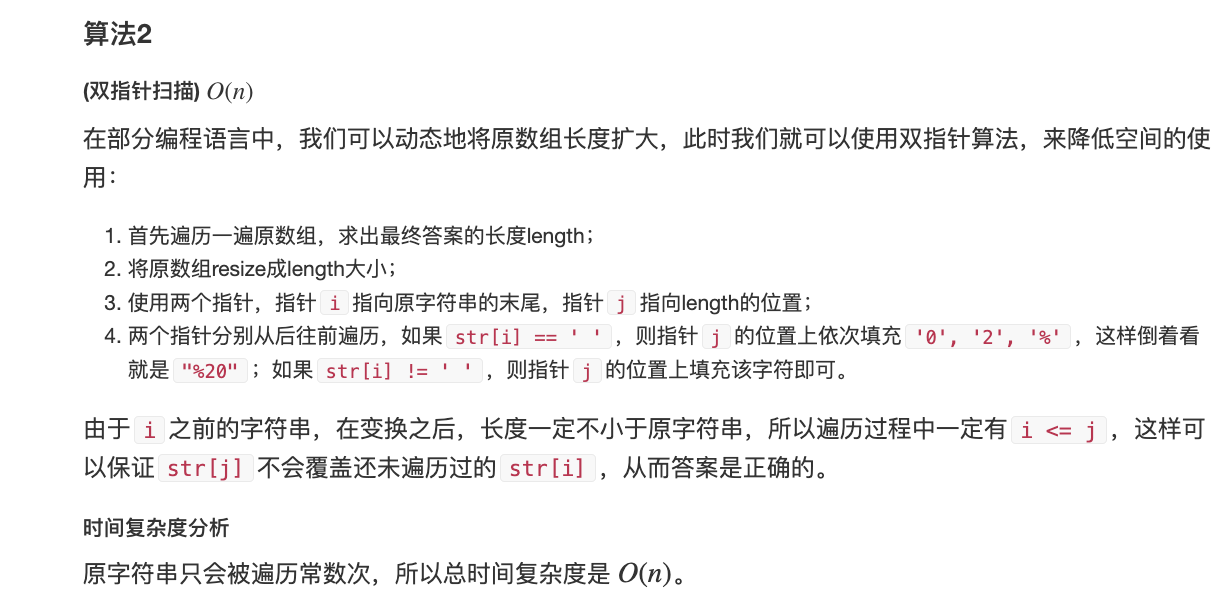 算法2
(双指针扫描) O(n)
在部分编程语言中，我们可以动态地将原数组长度扩大，此时我们就可以使用双指针算法，来降低空间的使
用：
1. 首先遍历一遍原数组，求出最终答案的长度length；
2. 将原数组resize成length大小；
3. 使用两个指针，指针 i 指向原字符串的末尾，指针 j 指向length的位置；
4. 两个指针分别从后往前遍历，如果 str[i] == ' ' ，则指针 j 的位置上依次填充 '0', '2', '%' ，这样倒着看
就是 "%20" ；如果 str[i] != ' ' ，则指针 j 的位置上填充该字符即可。
由于 i 之前的字符串，在变换之后，长度一定不小于原字符串，所以遍历过程中一定有 i <= j ，这样可
以保证 str[j] 不会覆盖还未遍历过的 str[i] ，从而答案是正确的。
时间复杂度分析
原字符串只会被遍历常数次，所以总时间复杂度是 O(n)。